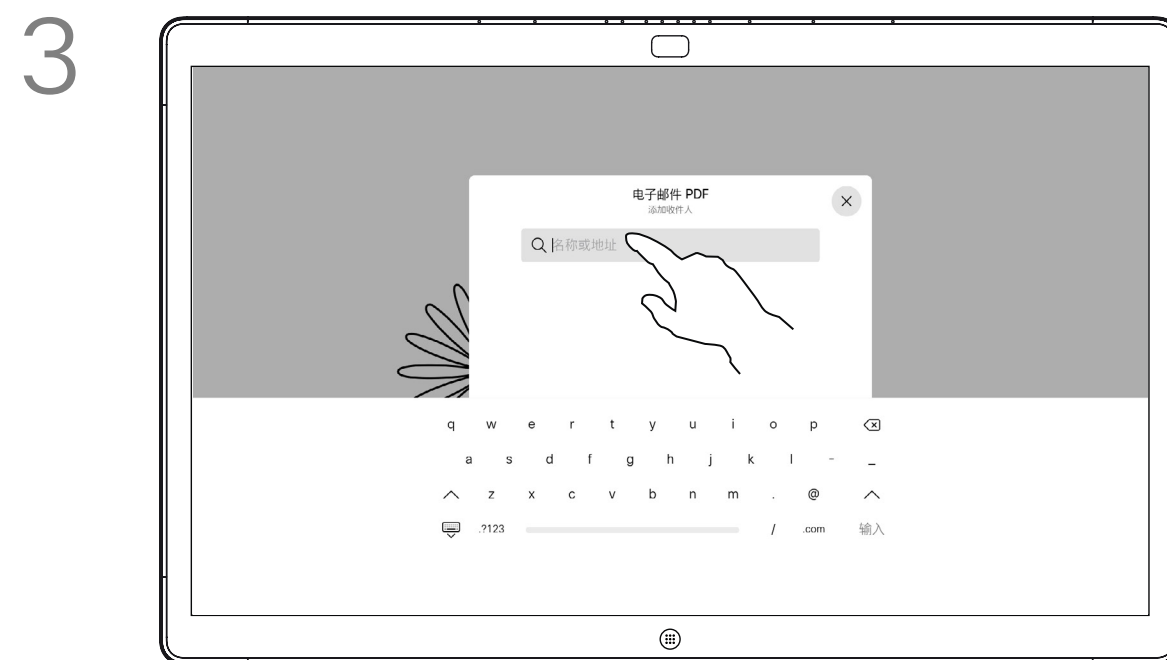 3
电子邮件 PDF
添加收件人
名称或地址
q w e r t y u i o p
a s d f g h j k l - _
z x c v b n m . @
.?123 / .com 输入